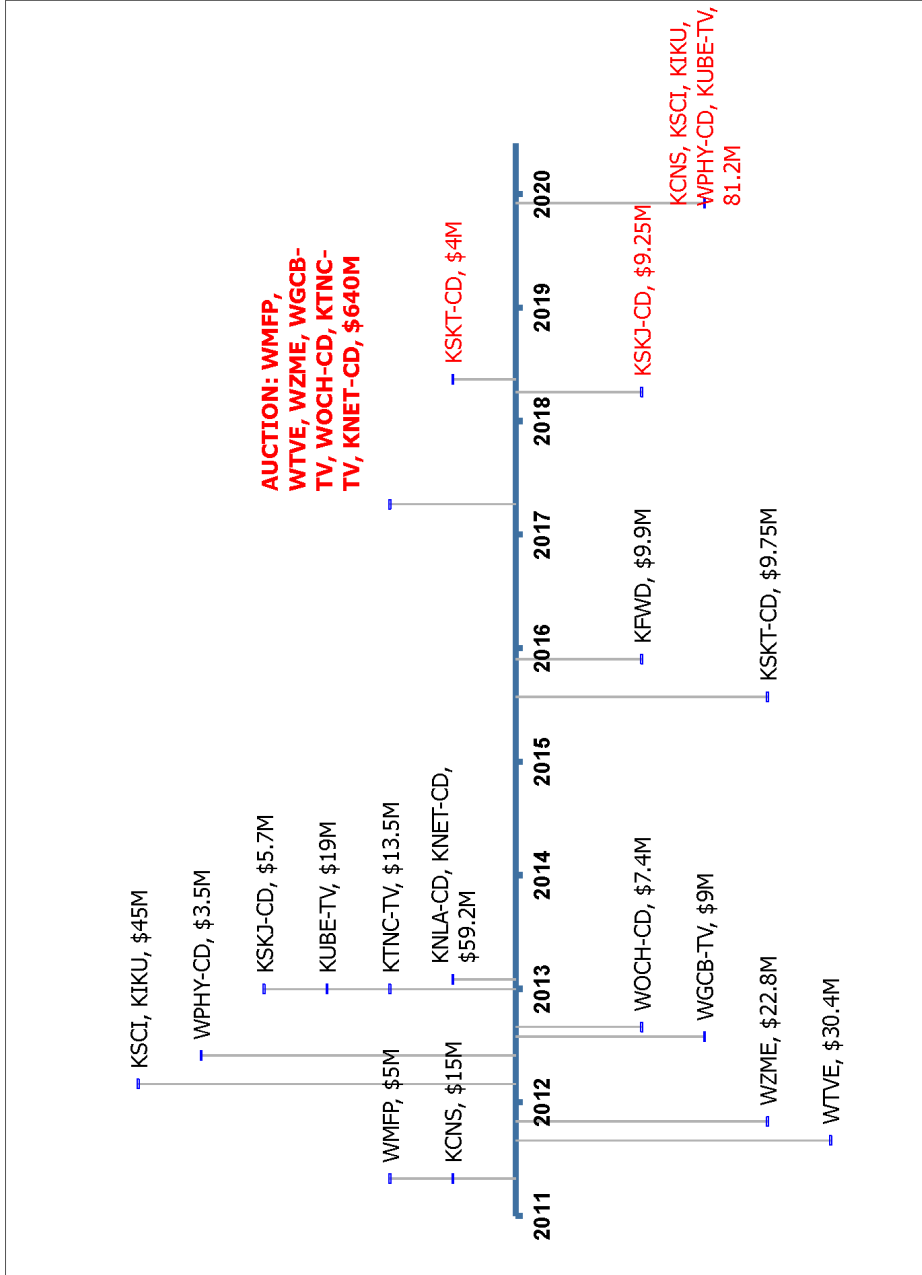 KSCI, KIKU, $45M
WPHY-CD, $3.5M
KSKJ-CD, $5.7M
KUBE-TV, $19M
WMFP, $5M
KTNC-TV, $13.5M
KCNS, $15M
KNLA-CD, KNET-CD,
$59.2M
AUCTION: WMFP,
WTVE, WZME, WGCB-
TV, WOCH-CD, KTNC-
TV, KNET-CD, $640M
KSKT-CD, $4M
2011
2012
2013
2014
2015
2016
2017
2018
2019
2020
WOCH-CD, $7.4M
WGCB-TV, $9M
WZME, $22.8M
WTVE, $30.4M
KFWD, $9.9M
KSKT-CD, $9.75M
KSKJ-CD, $9.25M
KCNS, KSCI, KIKU,
WPHY-CD, KUBE-TV,
81.2M